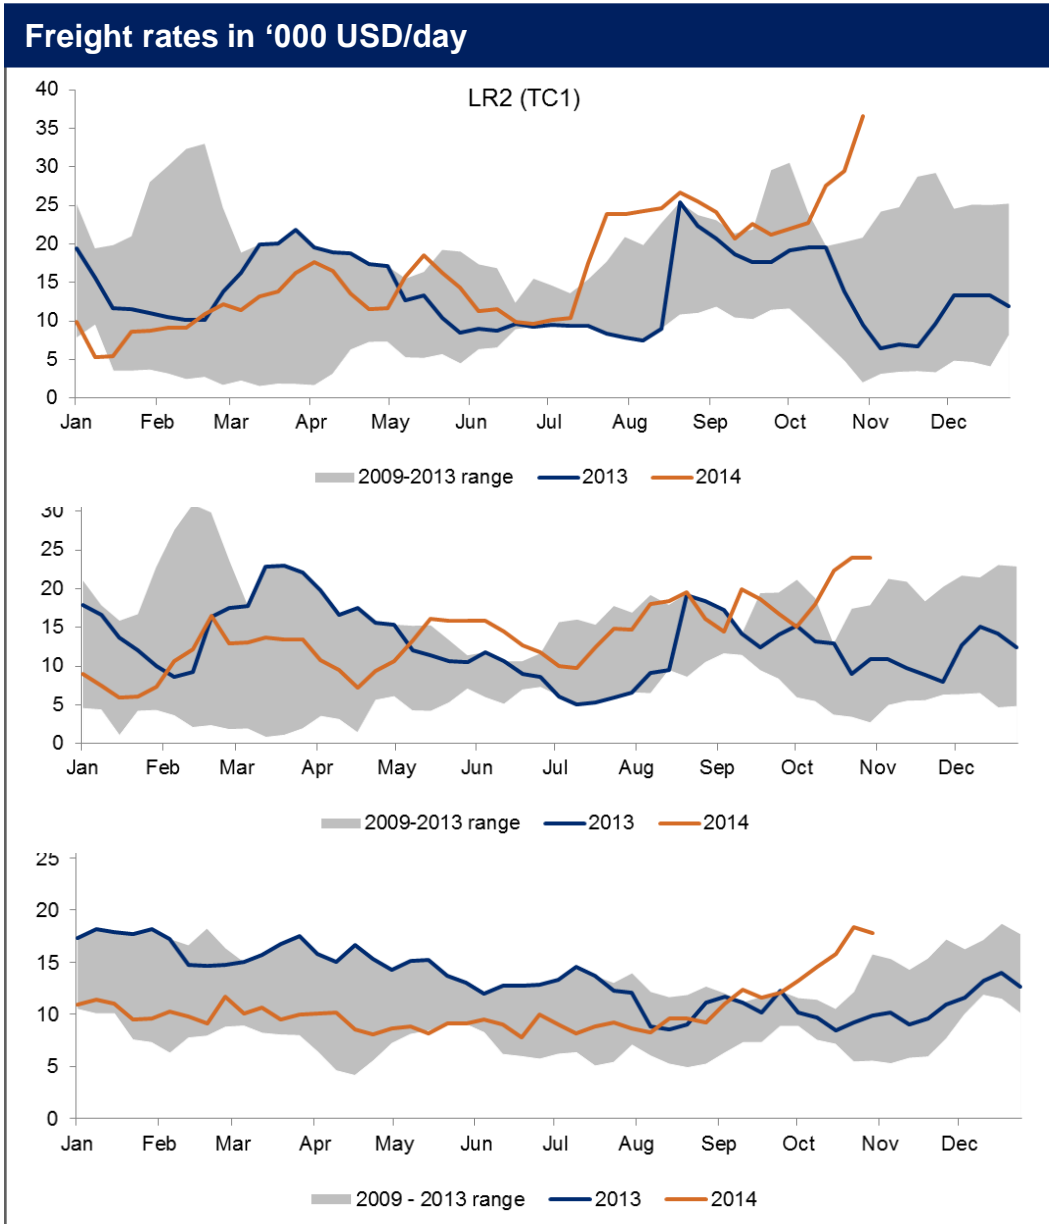 Freight rates in ‘000 USD/day
LR2 (TC1)
40
35
30
25
20
15
10
5
0
Jan Feb Mar Apr May Jun Jul Aug Sep Oct Nov Dec
2009-2013 range 2013 2014
30
25
20
15
10
5
0
Jan Feb Mar Apr May Jun Jul Aug Sep Oct Nov Dec
2009-2013 range 2013 2014
25
20
15
10
5
0
Jan Feb Mar Apr May Jun Jul Aug Sep Oct Nov Dec
2009 - 2013 range 2013 2014